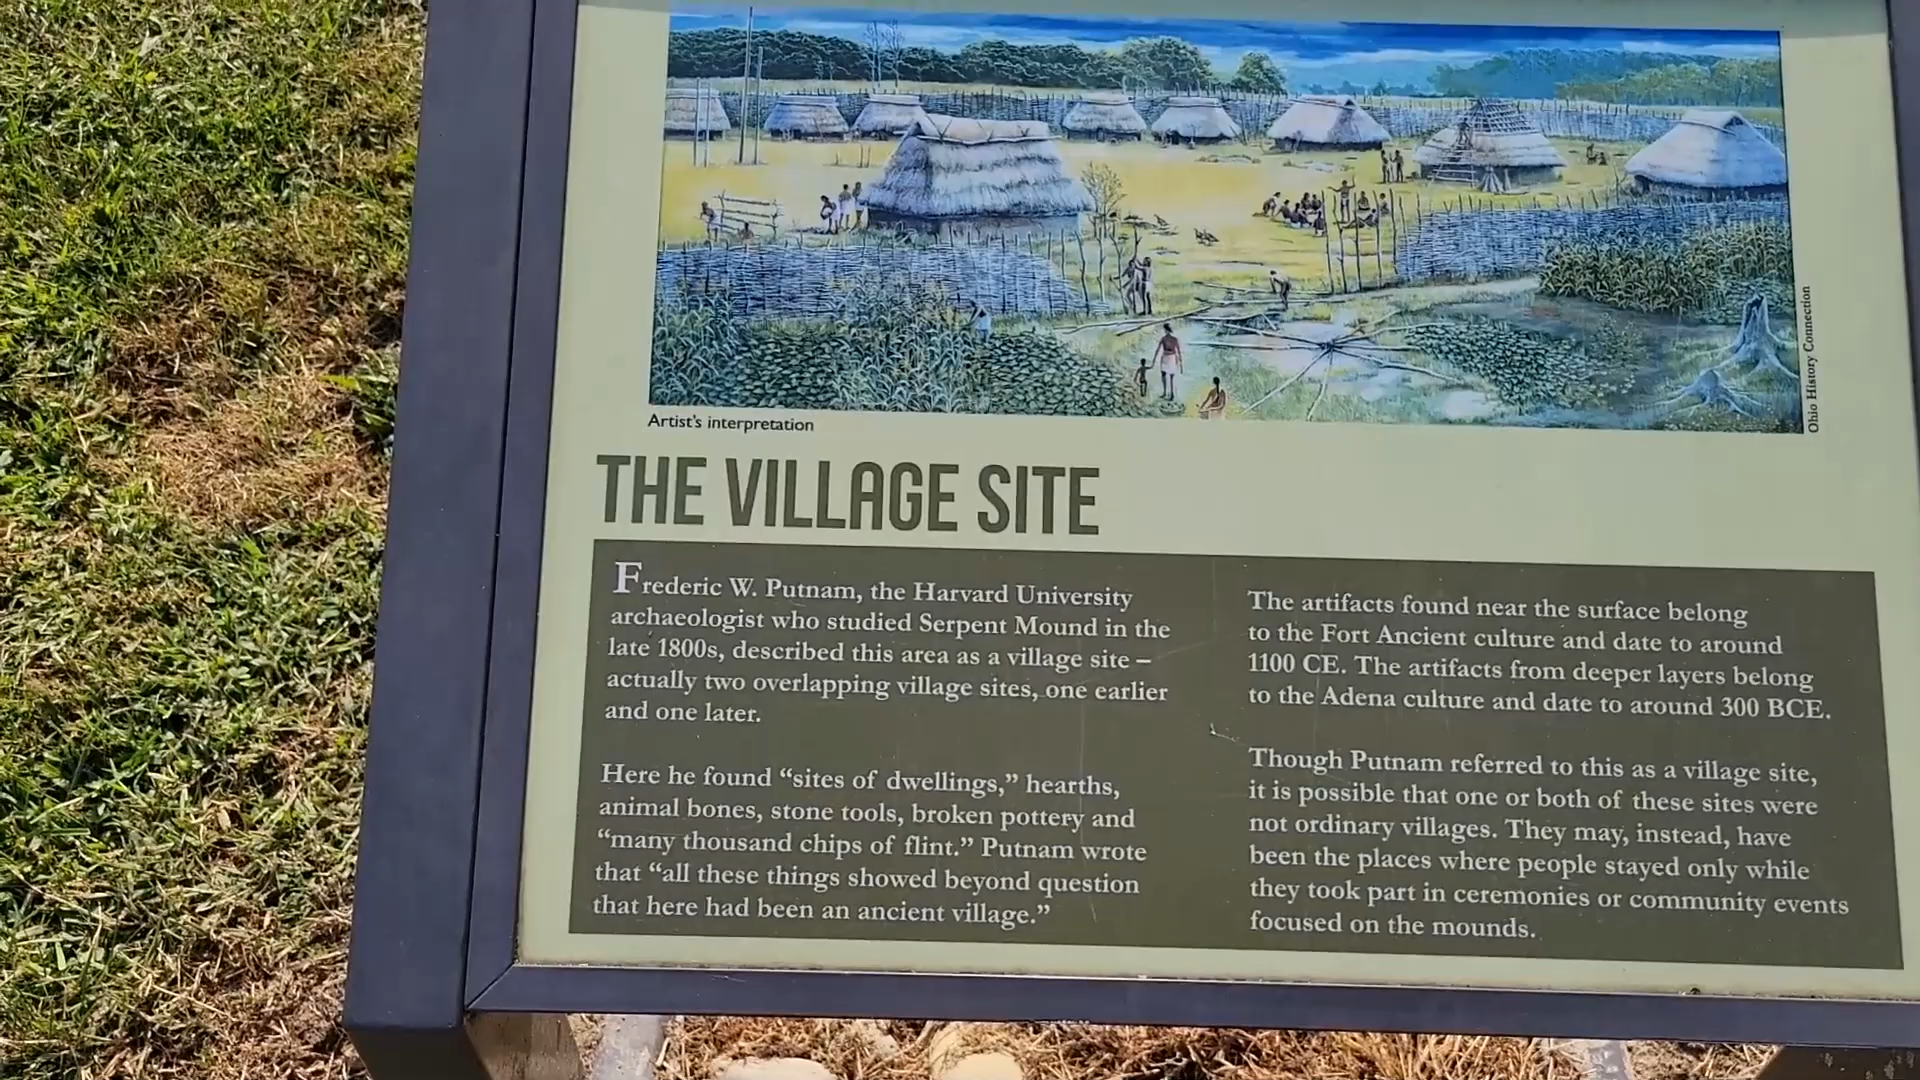 Ohio History Connection
Artist's interpretation
THE VILLAGE SITE
Frederic W. Putnam, the Harvard University
archaeologist who studied Serpent Mound in the
late 1800s, described this area as a village site –
actually two overlapping village sites, one earlier
and one later.
Here he found “sites of dwellings,” hearths,
animal bones, stone tools, broken pottery and
“many thousand chips of flint.” Putnam wrote
that “all these things showed beyond question
that here had been an ancient village.”
The artifacts found near the surface belong
to the Fort Ancient culture and date to around
1100 CE. The artifacts from deeper layers belong
to the Adena culture and date to around 300 BCE.
Though Putnam referred to this as a village site,
it is possible that one or both of these sites were
not ordinary villages. They may, instead, have
been the places where people stayed only while
they took part in ceremonies or community events
focused on the mounds.